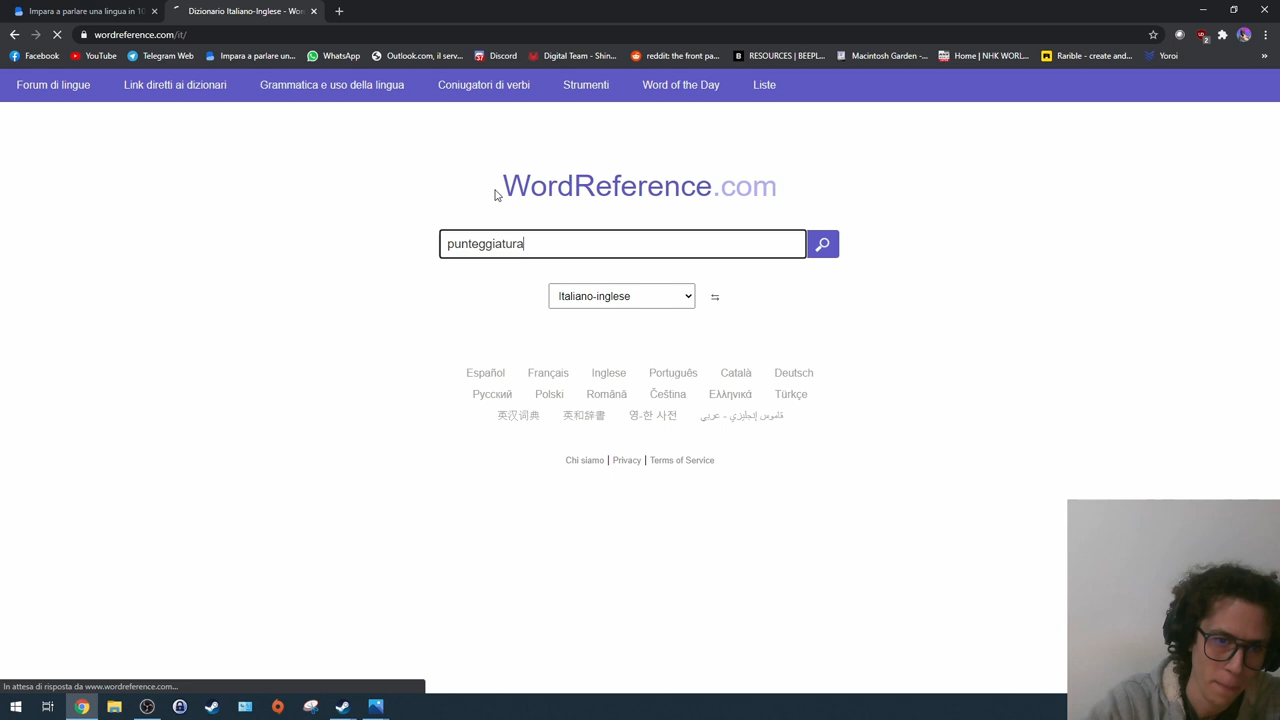 Impara a parlare una lingua in 10
Dizionario Italiano-Inglese - Wor
wordreference.com/it/
Facebook
YouTube
Telegram Web
Impara a parlare un...
WhatsApp
Outlook.com, il serv...
Discord
Digital Team - Shin...
reddit: the front pa...
RESOURCES | BEEPL...
Macintosh Garden -...
Home | NHK WORL...
Rarible - create and...
Yoroi
Forum di lingue
Link diretti ai dizionari
Grammatica e uso della lingua
Coniugatori di verbi
Strumenti
Word of the Day
Liste
WordReference.com
punteggiatura
Italiano-inglese
Español Français Inglese Português Català Deutsch
Русский Polski Română Čeština Ελληνικά Türkçe
英汉词典 英和辞書 영-한 사전 قاموس إنجليزي - عربي
Chi siamo | Privacy | Terms of Service
In attesa di risposta da www.wordreference.com...